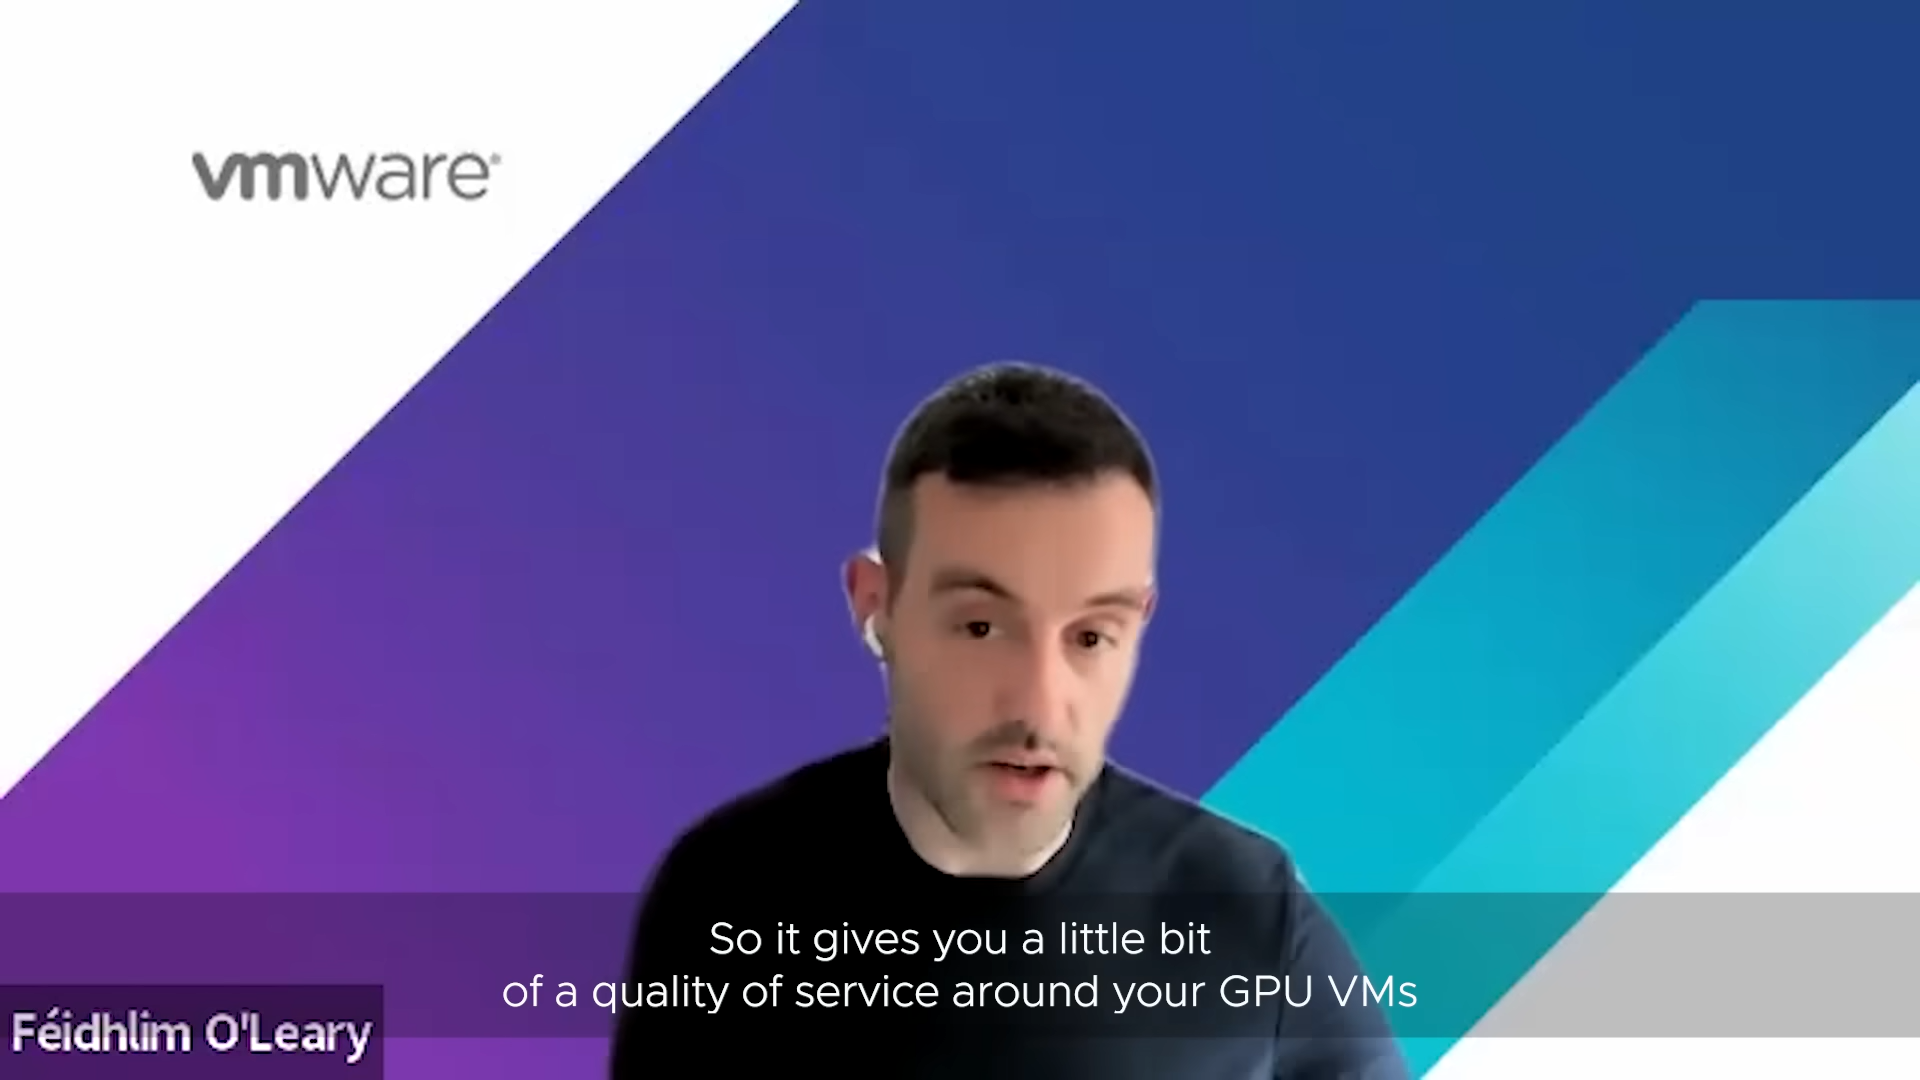 vmware®
So it gives you a little bit
of a quality of service around your GPU VMs
Féidhlim O'Leary